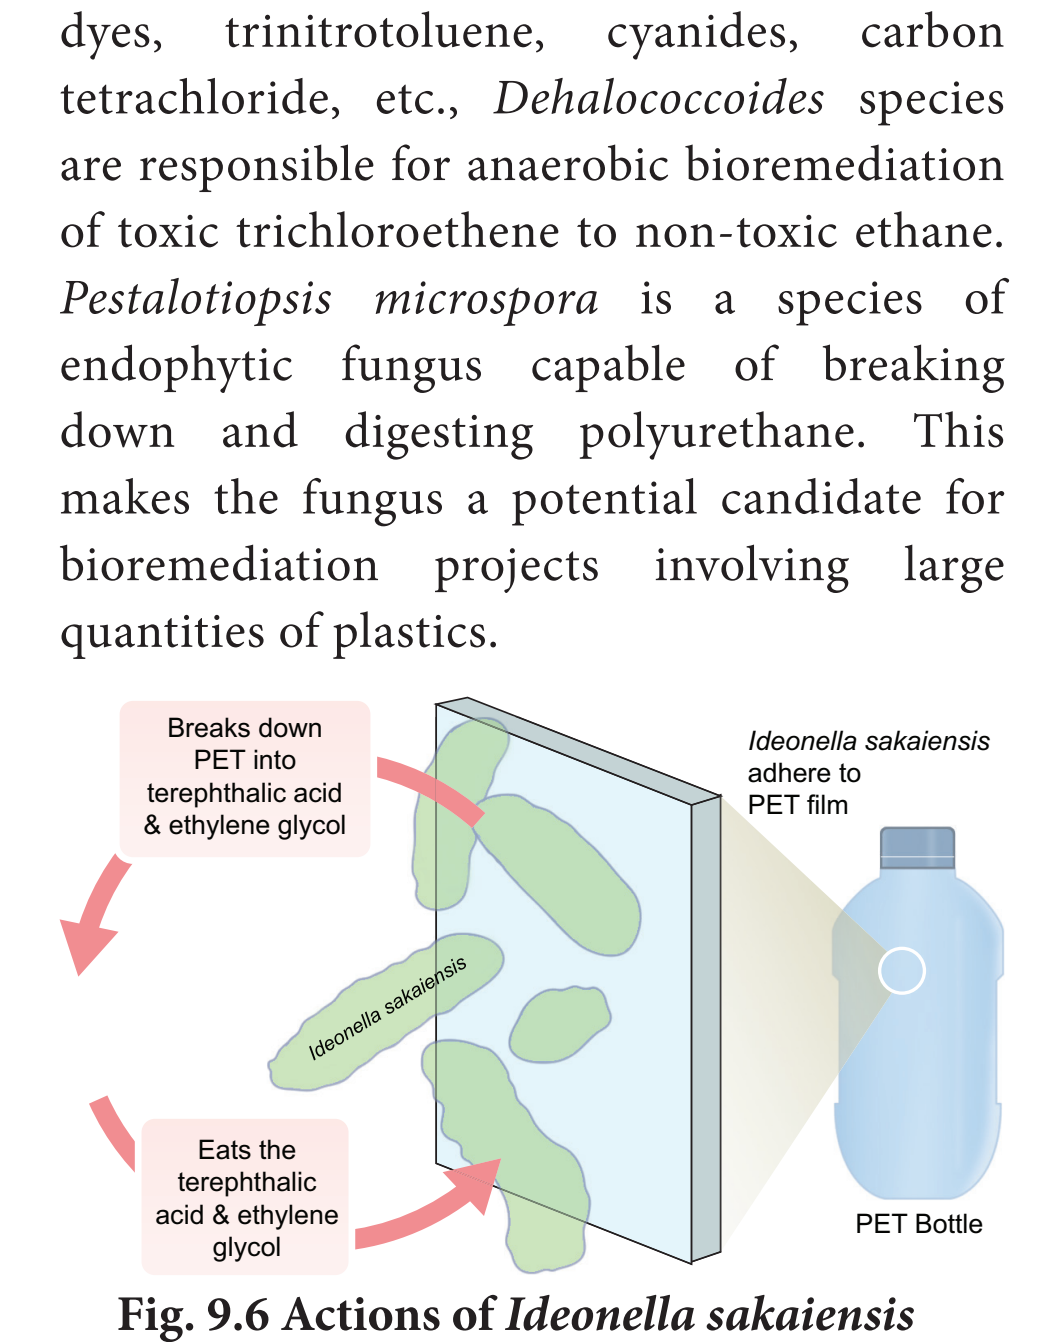 dyes, trinitrotoluene, cyanides, carbon
tetrachloride, etc., Dehalococcoides species
are responsible for anaerobic bioremediation
of toxic trichloroethene to non-toxic ethane.
Pestalotiopsis microspora is a species of
endophytic fungus capable of breaking
down and digesting polyurethane. This
makes the fungus a potential candidate for
bioremediation projects involving large
quantities of plastics.
Breaks down
PET into
terephthalic acid
& ethylene glycol
Ideonella sakaiensis
adhere to
PET film
Ideonella sakaiensis
Eats the
terephthalic
acid & ethylene
glycol
PET Bottle
Fig. 9.6 Actions of Ideonella sakaiensis